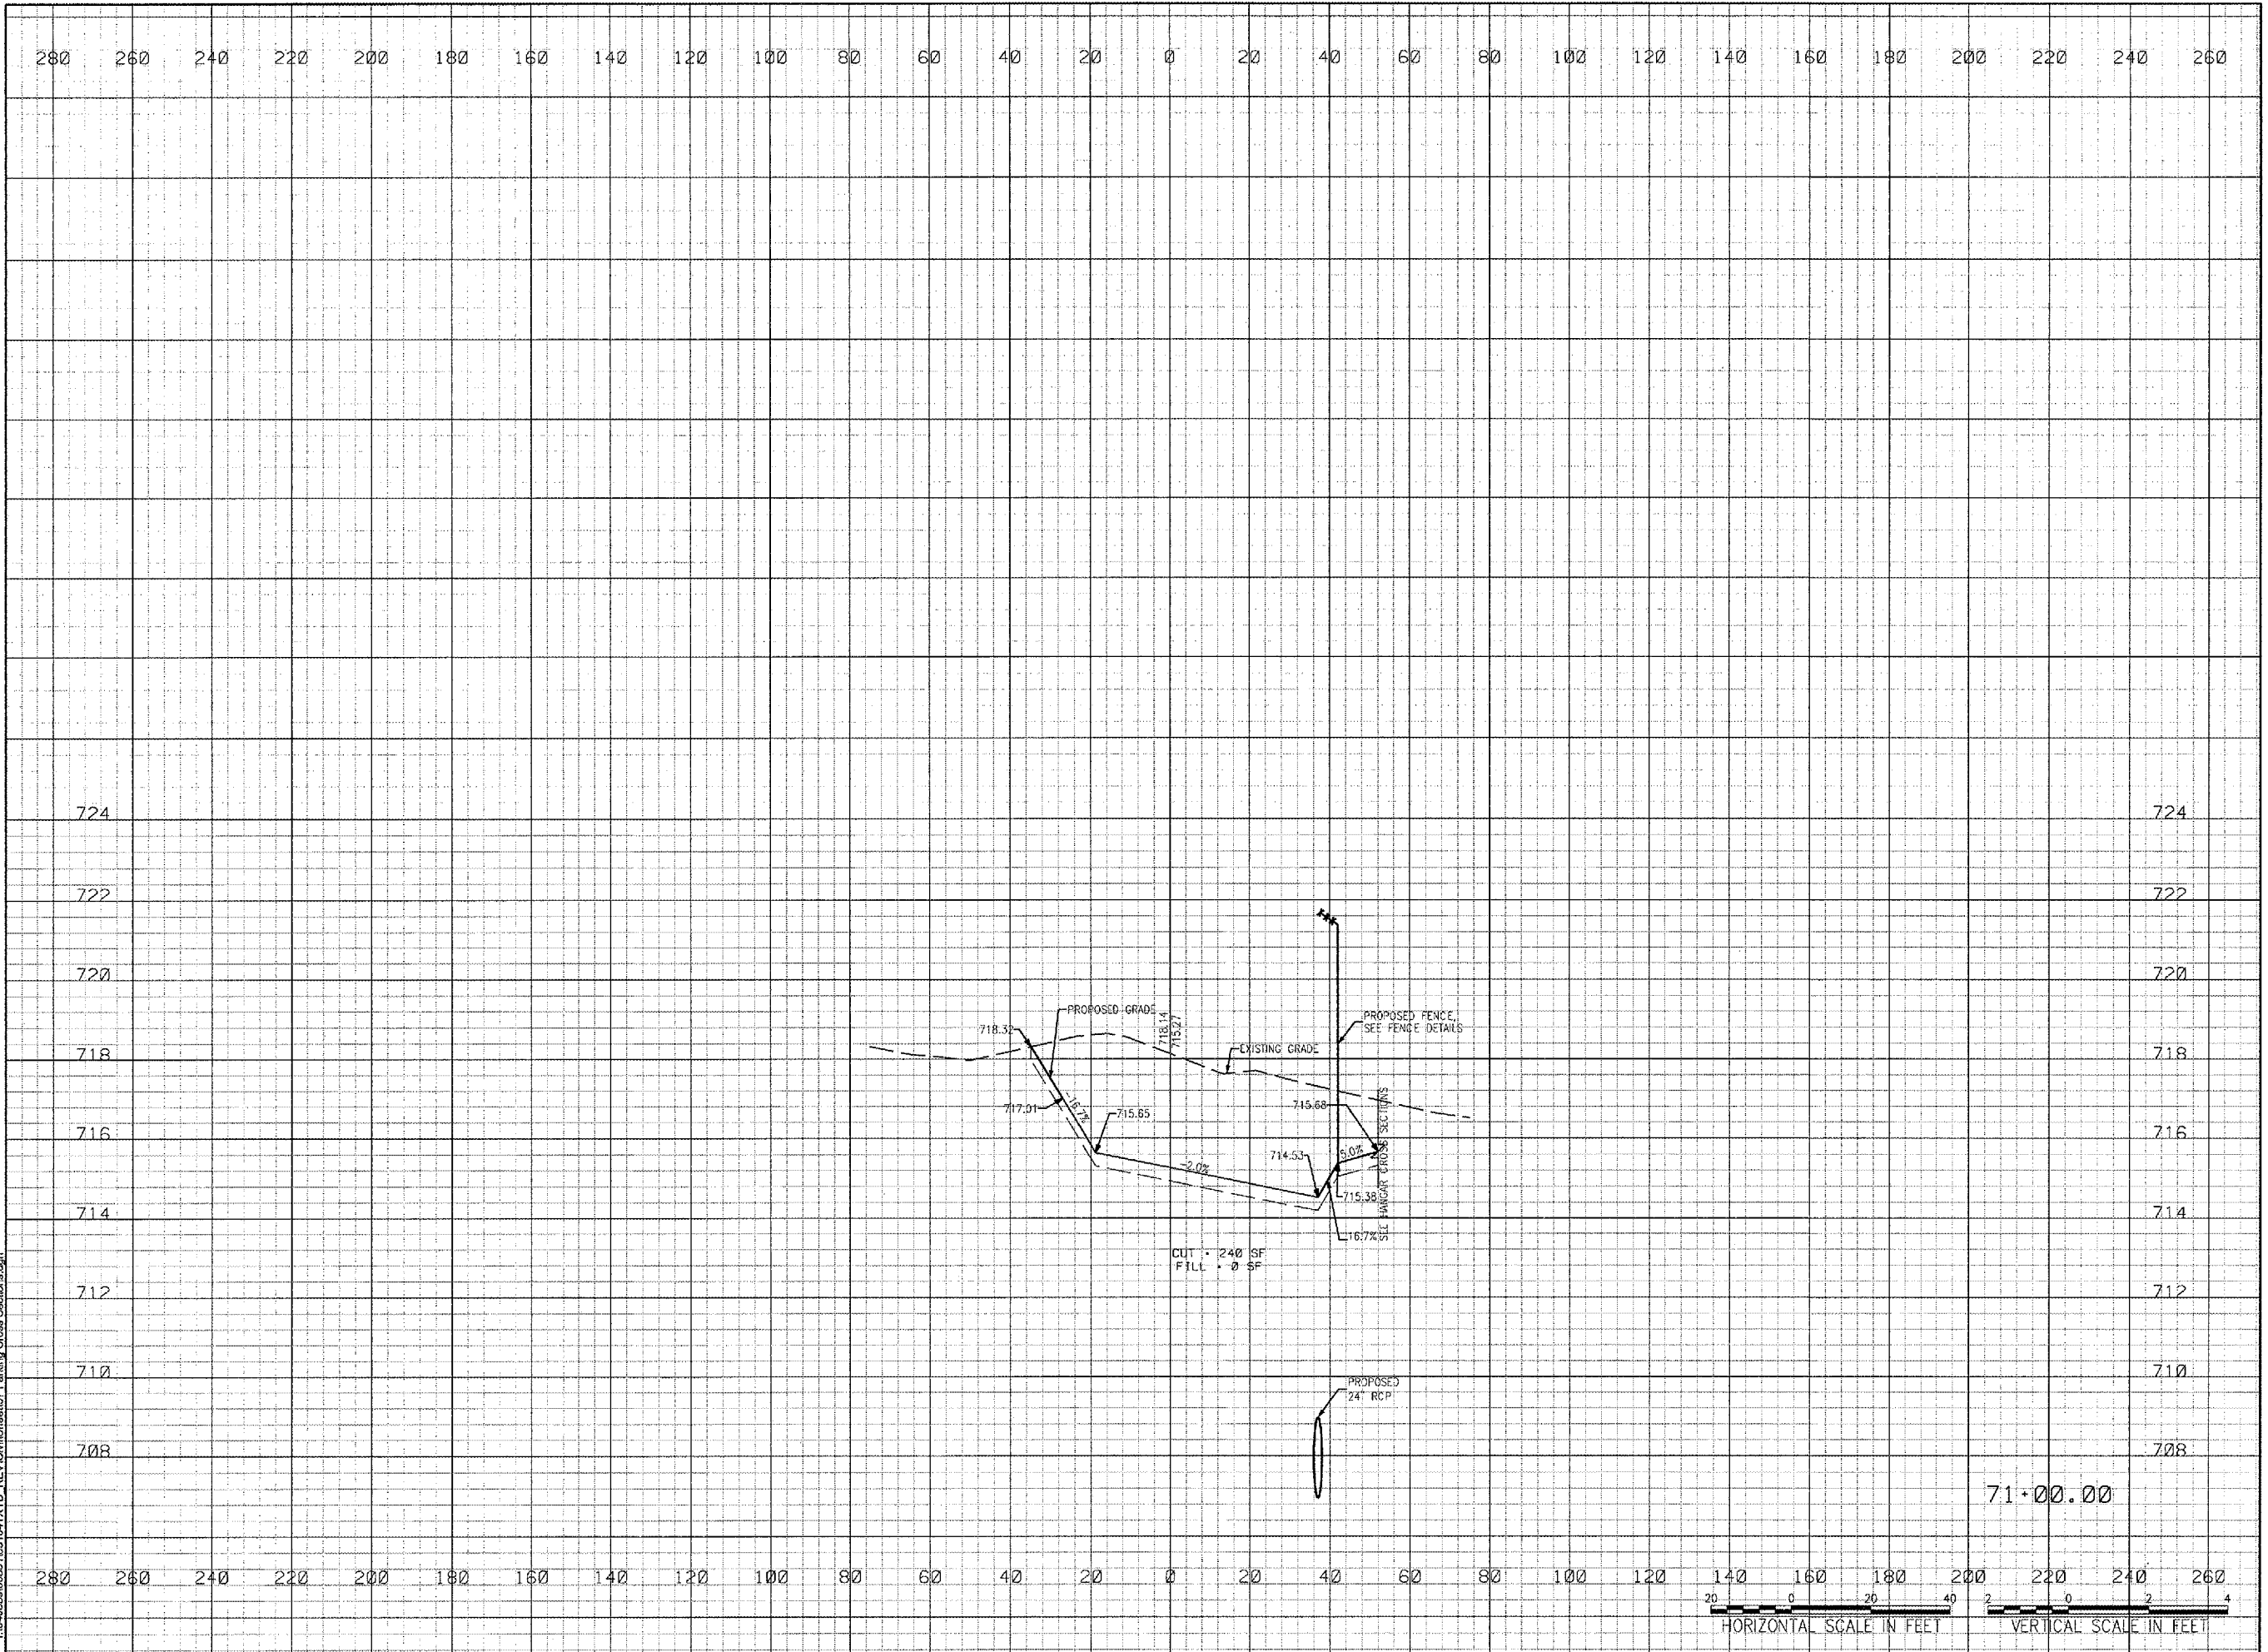 280 260 240 220 200 180 160 140 120 100 80 60 40 20 0 20 40 60 80 100 120 140 160 180 200 220 240 260
724 724
722 722
720 720
PROPOSED GRADE
718.14
715.27
PROPOSED FENCE,
SEE FENCE DETAILS
718.32
EXISTING GRADE
718 718
717.01
-16.7%
715.65
715.68
SEE HANGAR CROSS SECTIONS
716 716
714.53
5.0%
-2.0%
715.38
714 714
16.7%
CUT = 240 SF
FILL = 0 SF
712 712
710 710
PROPOSED
24" RCP
708 708
71+00.00
280 260 240 220 200 180 160 140 120 100 80 60 40 20 0 20 40 60 80 100 120 140 160 180 200 220 240 260
20 0 20 40
HORIZONTAL SCALE IN FEET
2 0 2 4
VERTICAL SCALE IN FEET